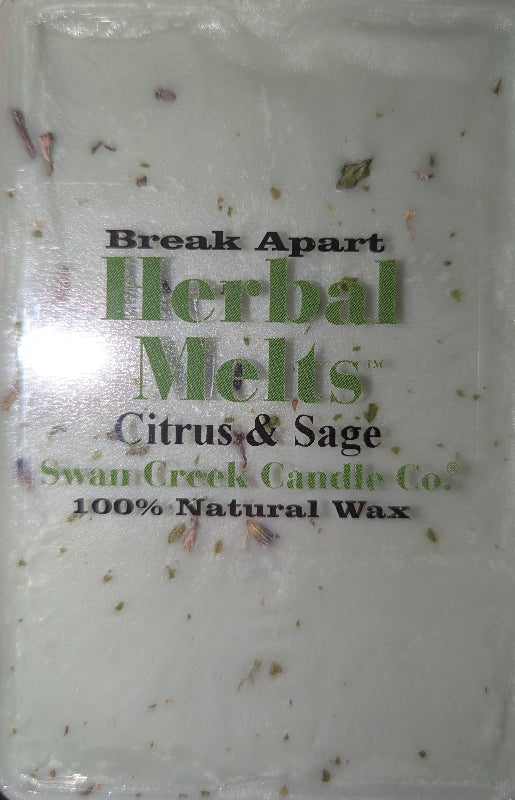 Break Apart
Herbal
Melts™
Citrus & Sage
Swan Creek Candle Co.®
100% Natural Wax